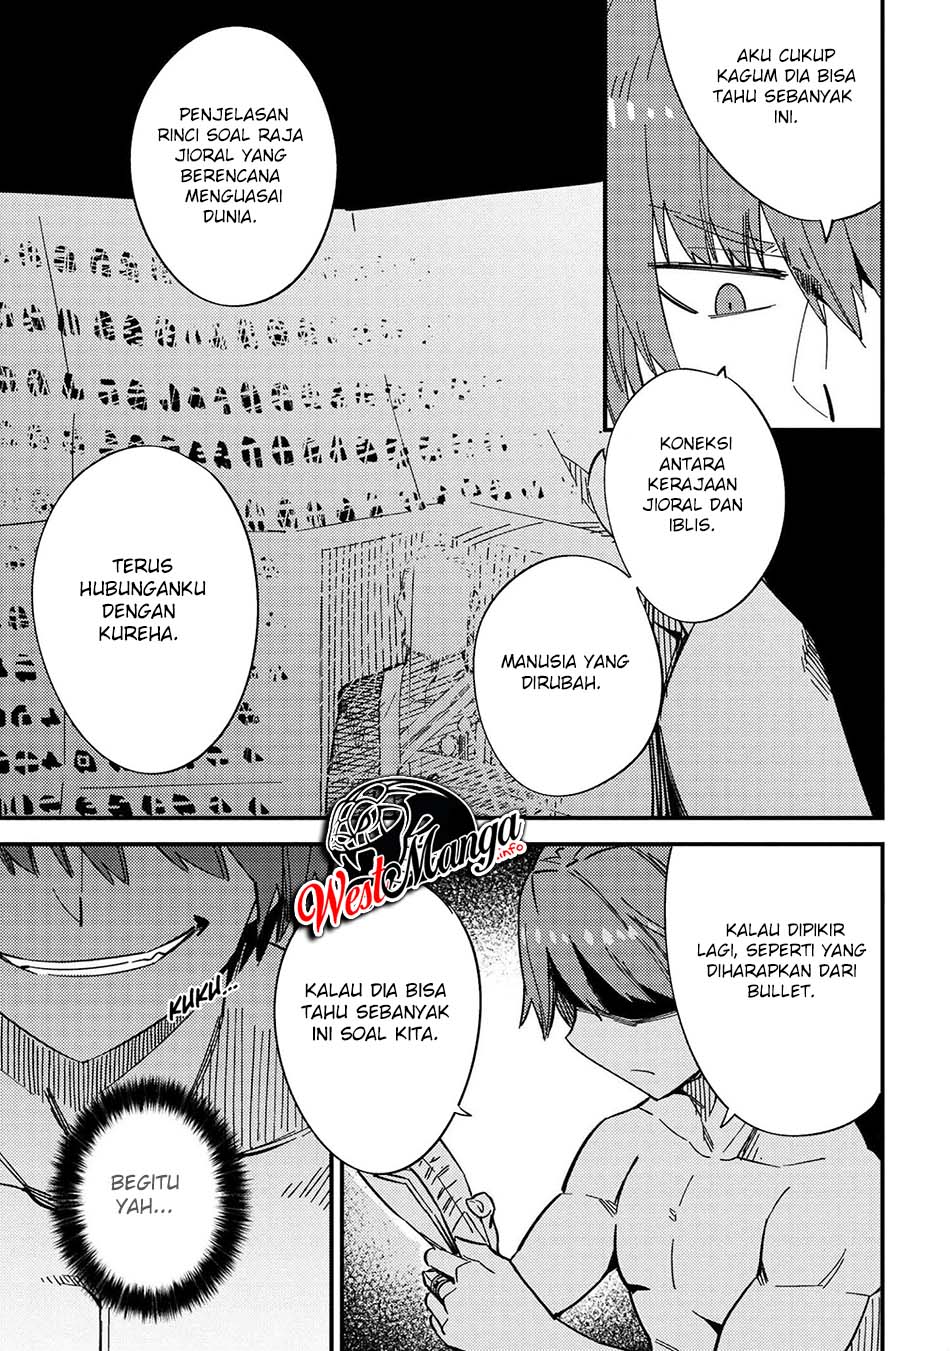 AKU CUKUP
KAGUM DIA BISA
TAHU SEBANYAK
INI.
PENJELASAN
RINCI SOAL RAJA
JIORAL YANG
BERENCANA
MENGUASAI
DUNIA.
KONEKSI
ANTARA
KERAJAAN
JIORAL DAN
IBLIS.
MANUSIA YANG
DIRUBAH.
TERUS
HUBUNGANKU
DENGAN
KUREHA.
WestManga
.info
KALAU DIPIKIR
LAGI, SEPERTI YANG
DIHARAPKAN DARI
BULLET.
KALAU DIA BISA
TAHU SEBANYAK
INI SOAL KITA.
KUKU...
BEGITU
YAH...